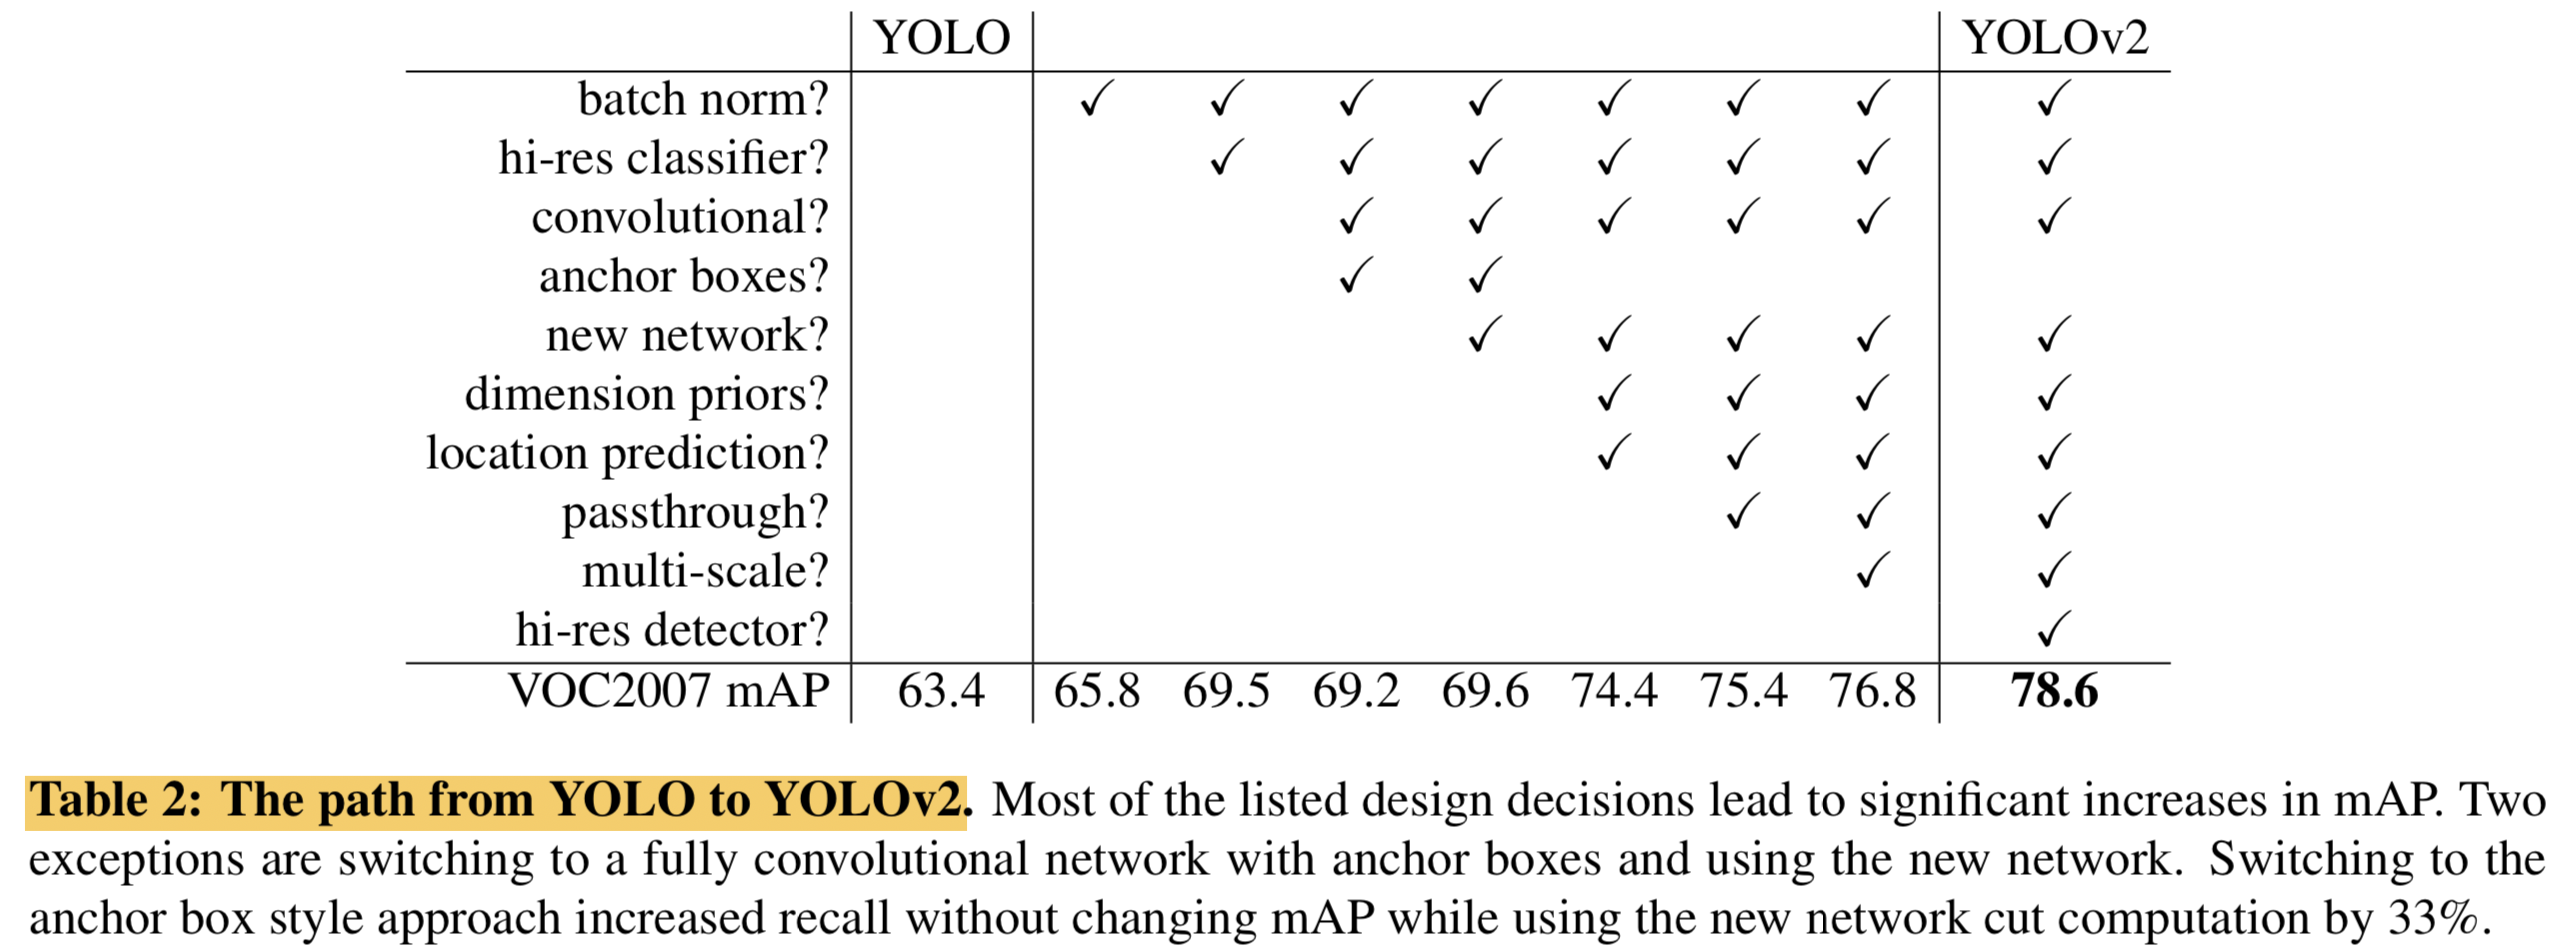 YOLO YOLOv2
batch norm? ✓ ✓ ✓ ✓ ✓ ✓ ✓ ✓
hi-res classifier? ✓ ✓ ✓ ✓ ✓ ✓ ✓
convolutional? ✓ ✓ ✓ ✓ ✓ ✓
anchor boxes? ✓ ✓
new network? ✓ ✓ ✓ ✓ ✓
dimension priors? ✓ ✓ ✓ ✓
location prediction? ✓ ✓ ✓ ✓
passthrough? ✓ ✓ ✓
multi-scale? ✓ ✓
hi-res detector? ✓
VOC2007 mAP 63.4 65.8 69.5 69.2 69.6 74.4 75.4 76.8 78.6
Table 2: The path from YOLO to YOLOv2. Most of the listed design decisions lead to significant increases in mAP. Two
exceptions are switching to a fully convolutional network with anchor boxes and using the new network. Switching to the
anchor box style approach increased recall without changing mAP while using the new network cut computation by 33%.